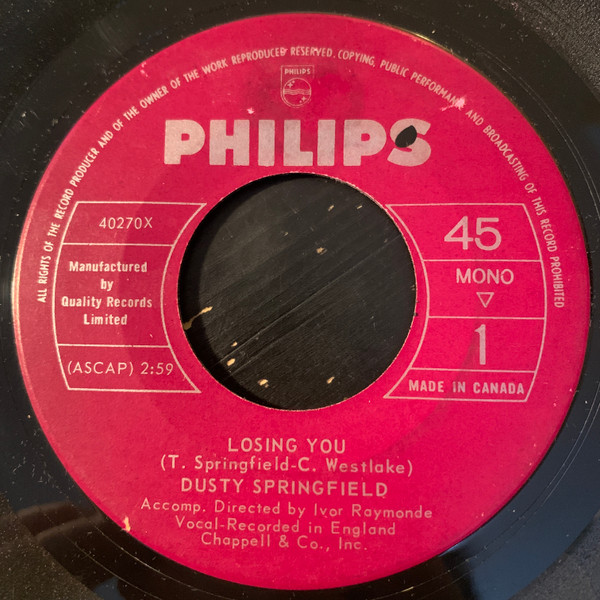 ALL RIGHTS OF THE RECORD PRODUCER AND OF THE OWNER OF THE WORK REPRODUCED RESERVED. COPYING, PUBLIC PERFORMANCE AND BROADCASTING OF THIS RECORD PROHIBITED
PHILIPS
PHILIPS
40270X
Manufactured
by
Quality Records
Limited
(ASCAP) 2:59
45
MONO
1
MADE IN CANADA
LOSING YOU
(T. Springfield-C. Westlake)
DUSTY SPRINGFIELD
Accomp. Directed by Ivor Raymonde
Vocal-Recorded in England
Chappell & Co., Inc.